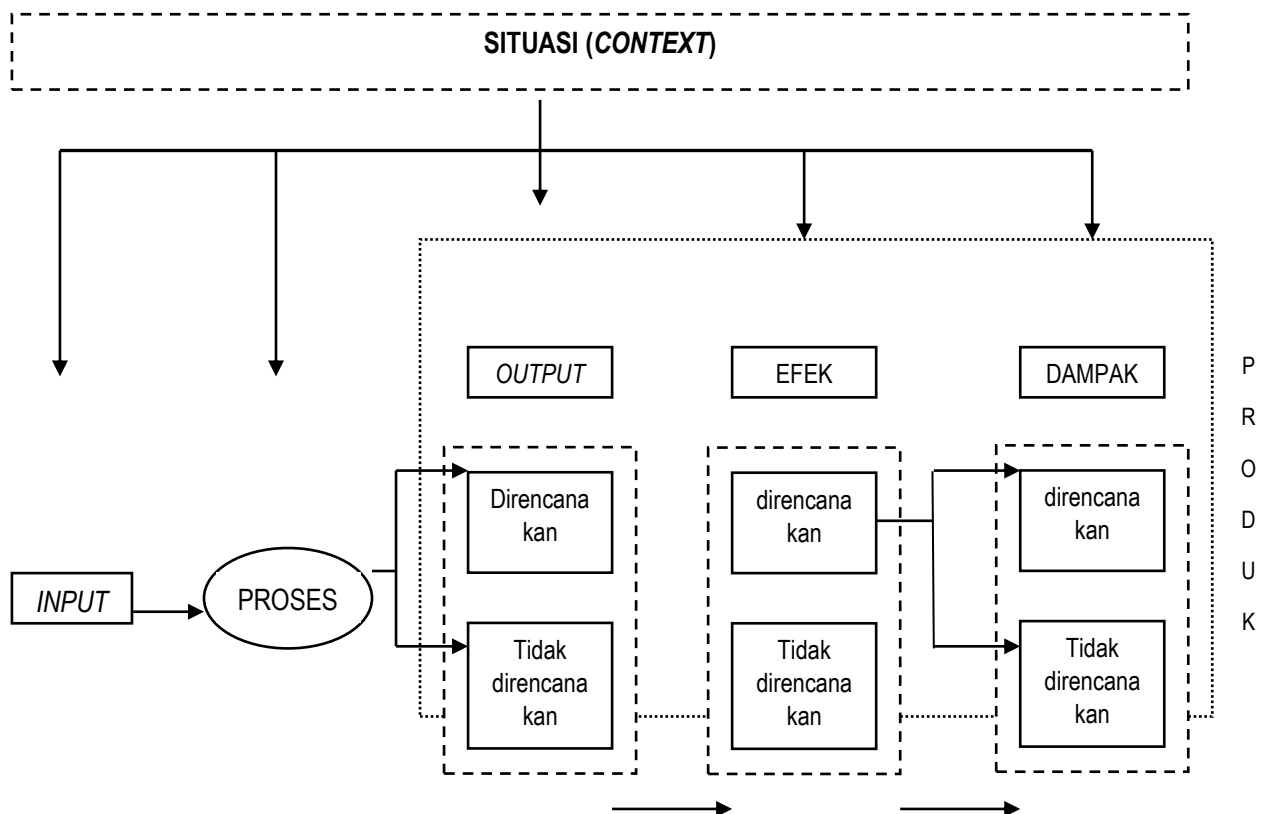 SITUASI (CONTEXT)
OUTPUT
EFEK
DAMPAK
P
R
O
D
U
K
Direncana
kan
direncana
kan
direncana
kan
INPUT
PROSES
Tidak
direncana
kan
Tidak
direncana
kan
Tidak
direncana
kan